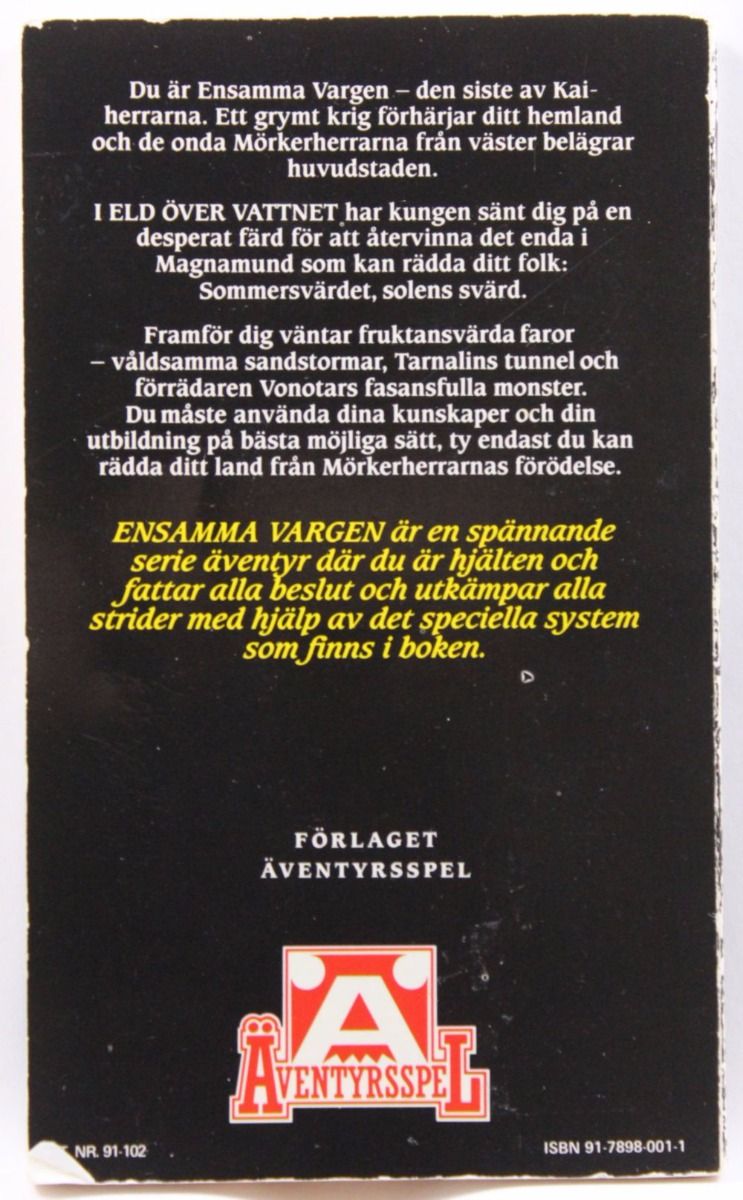 Du är Ensamma Vargen – den siste av Kai-
herrarna. Ett grymt krig förhärjar ditt hemland
och de onda Mörkerherrarna från väster belägrar
huvudstaden.
I ELD ÖVER VATTNET har kungen sänt dig på en
desperat färd för att återvinna det enda i
Magnamund som kan rädda ditt folk:
Sommersvärdet, solens svärd.
Framför dig väntar fruktansvärda faror
– våldsamma sandstormar, Tarnalins tunnel och
förrädaren Vonotars fasansfulla monster.
Du måste använda dina kunskaper och din
utbildning på bästa möjliga sätt, ty endast du kan
rädda ditt land från Mörkerherrarnas förödelse.
ENSAMMA VARGEN är en spännande
serie äventyr där du är hjälten och
fattar alla beslut och utkämpar alla
strider med hjälp av det speciella system
som finns i boken.
FÖRLAGET
ÄVENTYRSSPEL
Ä
ÄVENTYRSSPEL
NR. 91-102
ISBN 91-7898-001-1